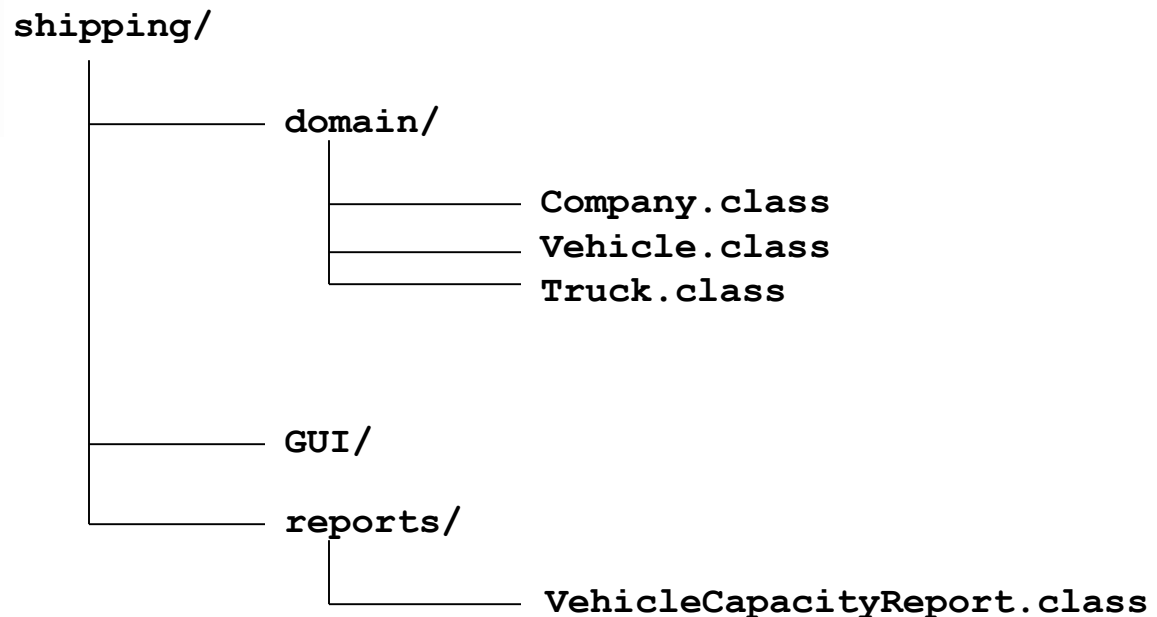 shipping/
domain/
Company.class
Vehicle.class
Truck.class
GUI/
reports/
VehicleCapacityReport.class